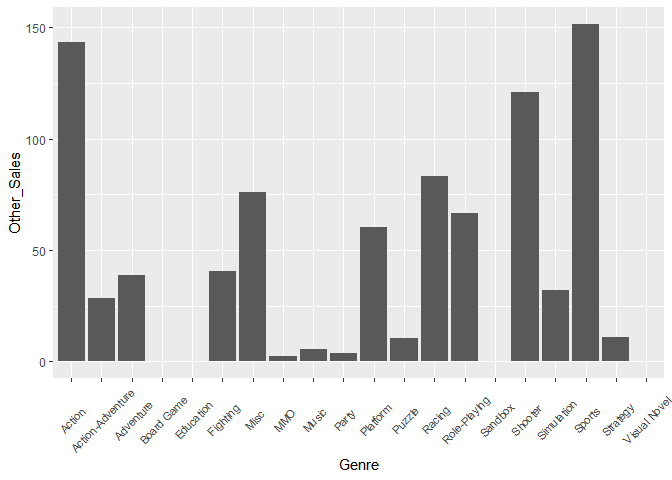 Other_Sales
150
100
50
0
Action
Action-Adventure
Adventure
Board Game
Education
Fighting
Misc
MMO
Music
Party
Platform
Puzzle
Racing
Role-Playing
Sandbox
Shooter
Simulation
Sports
Strategy
Visual Novel
Genre